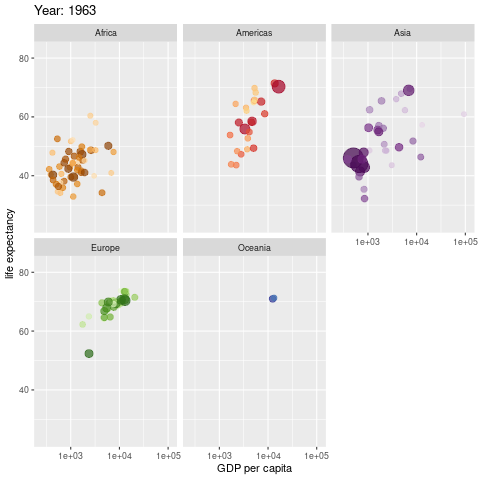 Year: 1963
Africa Americas Asia
80
60
40
1e+03 1e+04 1e+05
life expectancy
Europe Oceania
80
60
40
1e+03 1e+04 1e+05 1e+03 1e+04 1e+05
GDP per capita